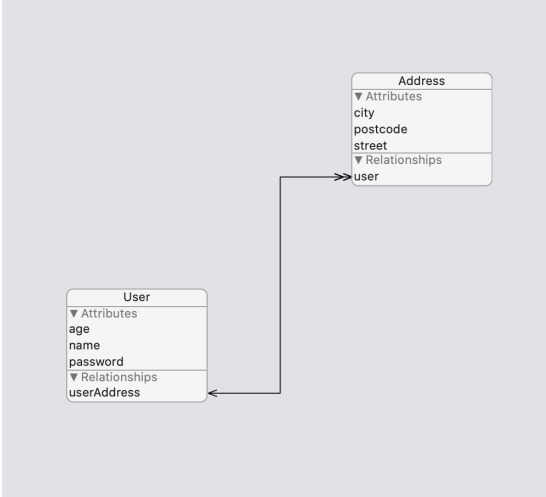 Address
▼ Attributes
city
postcode
street
▼ Relationships
user
User
▼ Attributes
age
name
password
▼ Relationships
userAddress